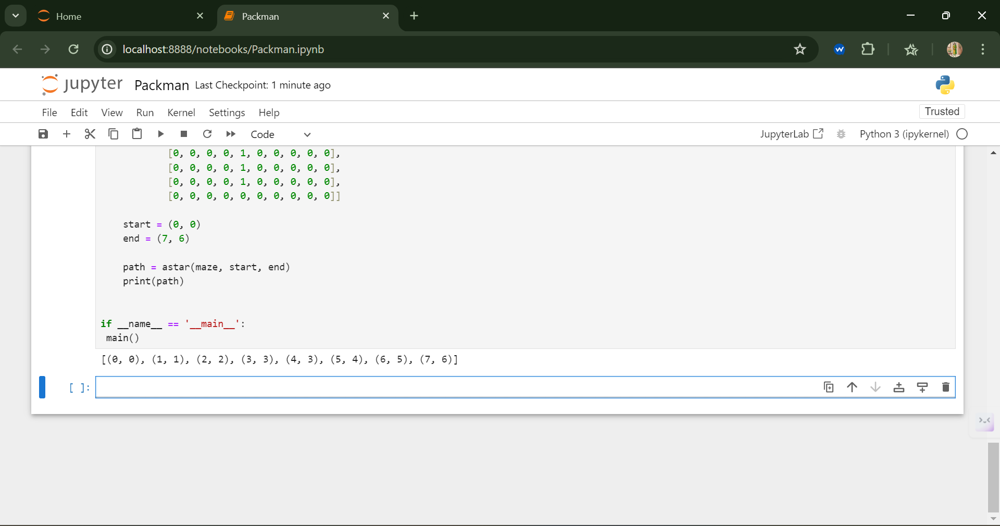 Home
Packman
localhost:8888/notebooks/Packman.ipynb
jupyter Packman Last Checkpoint: 1 minute ago
File Edit View Run Kernel Settings Help
Trusted
Code
JupyterLab
Python 3 (ipykernel)
[0, 0, 0, 0, 1, 0, 0, 0, 0, 0],
[0, 0, 0, 0, 1, 0, 0, 0, 0, 0],
[0, 0, 0, 0, 1, 0, 0, 0, 0, 0],
[0, 0, 0, 0, 0, 0, 0, 0, 0, 0]]
start = (0, 0)
end = (7, 6)
path = astar(maze, start, end)
print(path)
if __name__ == '__main__':
main()
[(0, 0), (1, 1), (2, 2), (3, 3), (4, 3), (5, 4), (6, 5), (7, 6)]
[ ]: